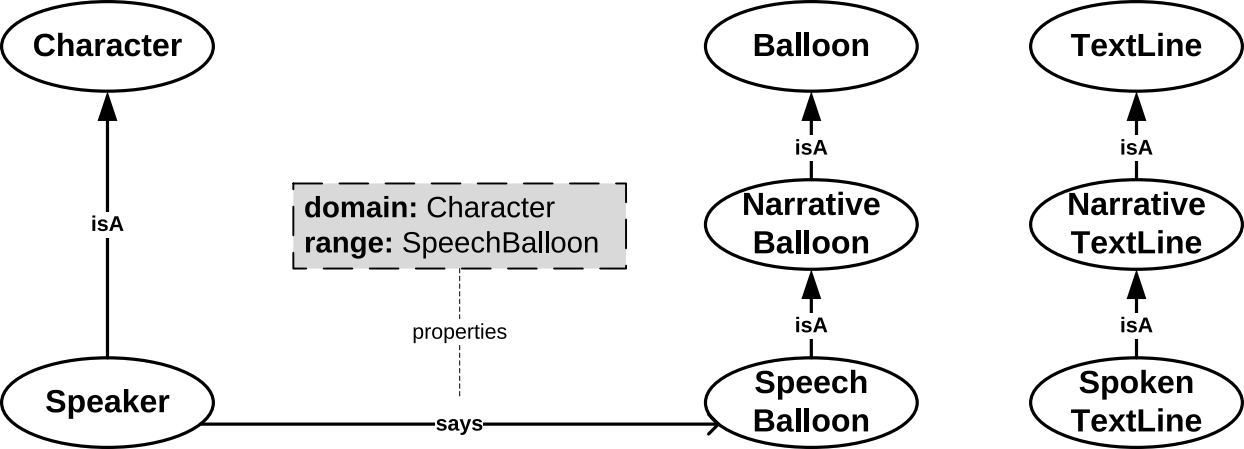 Character
Balloon
TextLine
isA
isA
Narrative
Balloon
Narrative
TextLine
domain: Character
range: SpeechBalloon
isA
properties
isA
isA
Speaker
says
Speech
Balloon
Spoken
TextLine